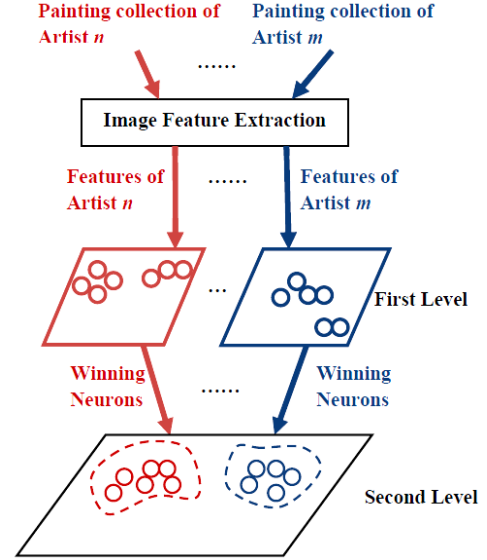 Painting collection of
Artist n
Painting collection of
Artist m
......
Image Feature Extraction
Features of
Artist n
......
Features of
Artist m
...
First Level
Winning
Neurons
......
Winning
Neurons
Second Level